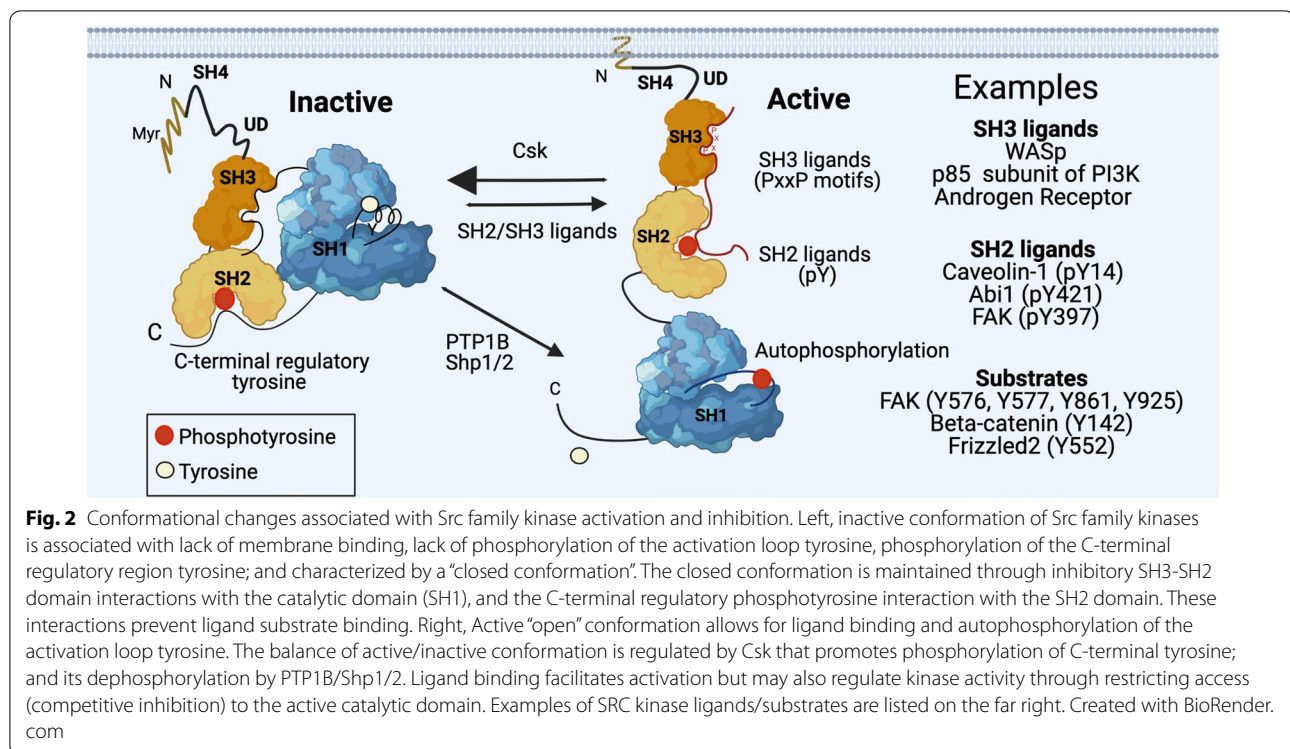 N
SH4
UD
Myr
Inactive
SH3
SH1
SH2
C
C-terminal regulatory
tyrosine
Phosphotyrosine
Tyrosine
Csk
SH2/SH3 ligands
PTP1B
Shp1/2
N
SH4
UD
Active
SH3
P
X
X
P
SH3 ligands
(PxxP motifs)
SH2
SH2 ligands
(pY)
Autophosphorylation
SH1
C
Examples
SH3 ligands
WASp
p85 subunit of PI3K
Androgen Receptor
SH2 ligands
Caveolin-1 (pY14)
Abi1 (pY421)
FAK (pY397)
Substrates
FAK (Y576, Y577, Y861, Y925)
Beta-catenin (Y142)
Frizzled2 (Y552)
Fig. 2 Conformational changes associated with Src family kinase activation and inhibition. Left, inactive conformation of Src family kinases
is associated with lack of membrane binding, lack of phosphorylation of the activation loop tyrosine, phosphorylation of the C-terminal
regulatory region tyrosine; and characterized by a “closed conformation”. The closed conformation is maintained through inhibitory SH3-SH2
domain interactions with the catalytic domain (SH1), and the C-terminal regulatory phosphotyrosine interaction with the SH2 domain. These
interactions prevent ligand substrate binding. Right, Active “open” conformation allows for ligand binding and autophosphorylation of the
activation loop tyrosine. The balance of active/inactive conformation is regulated by Csk that promotes phosphorylation of C-terminal tyrosine;
and its dephosphorylation by PTP1B/Shp1/2. Ligand binding facilitates activation but may also regulate kinase activity through restricting access
(competitive inhibition) to the active catalytic domain. Examples of SRC kinase ligands/substrates are listed on the far right. Created with BioRender.
com